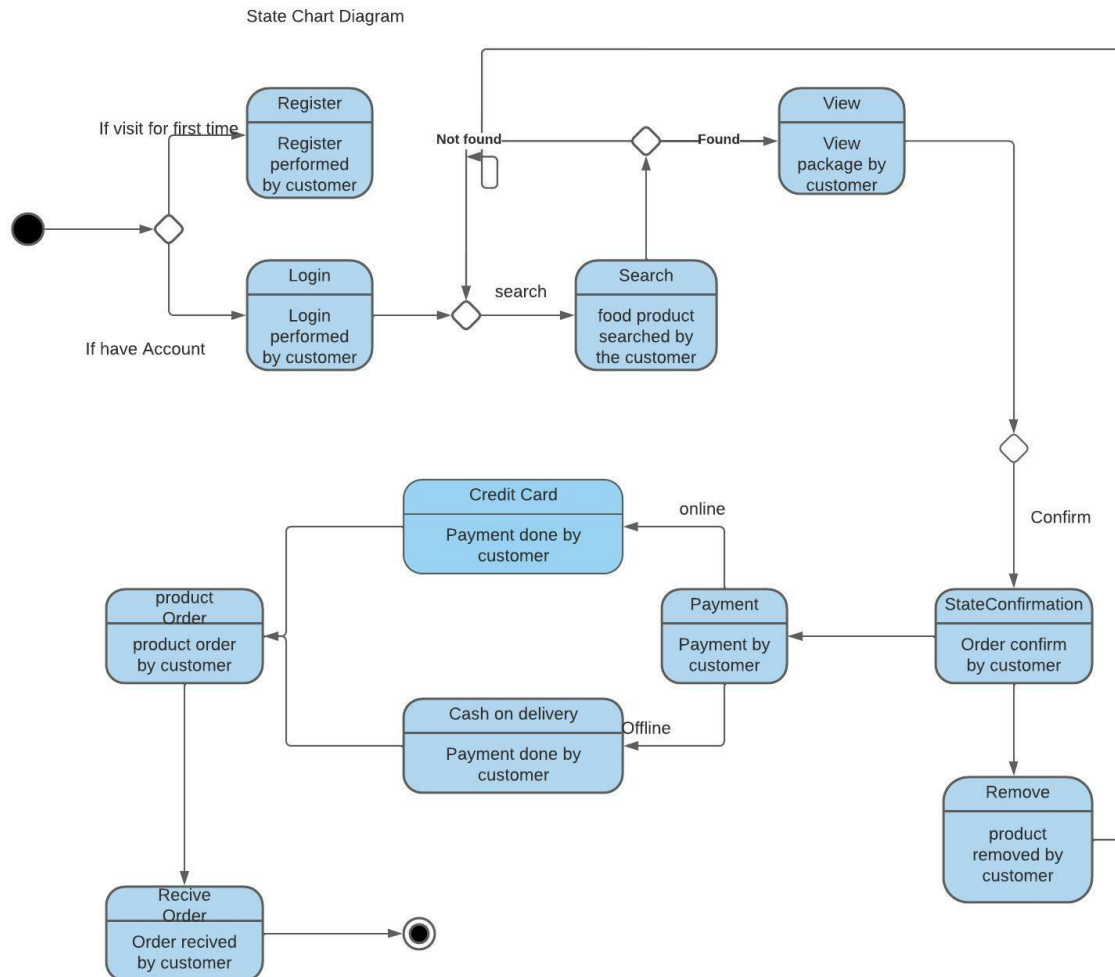 State Chart Diagram
Register
Register
performed
by customer
If visit for first time
Not found
Found
View
View
package by
customer
Login
Login
performed
by customer
If have Account
search
Search
food product
searched by
the customer
Confirm
Credit Card
Payment done by
customer
online
product
Order
product order
by customer
Payment
Payment by
customer
StateConfirmation
Order confirm
by customer
Cash on delivery
Payment done by
customer
Offline
Remove
product
removed by
customer
Recive
Order
Order recived
by customer